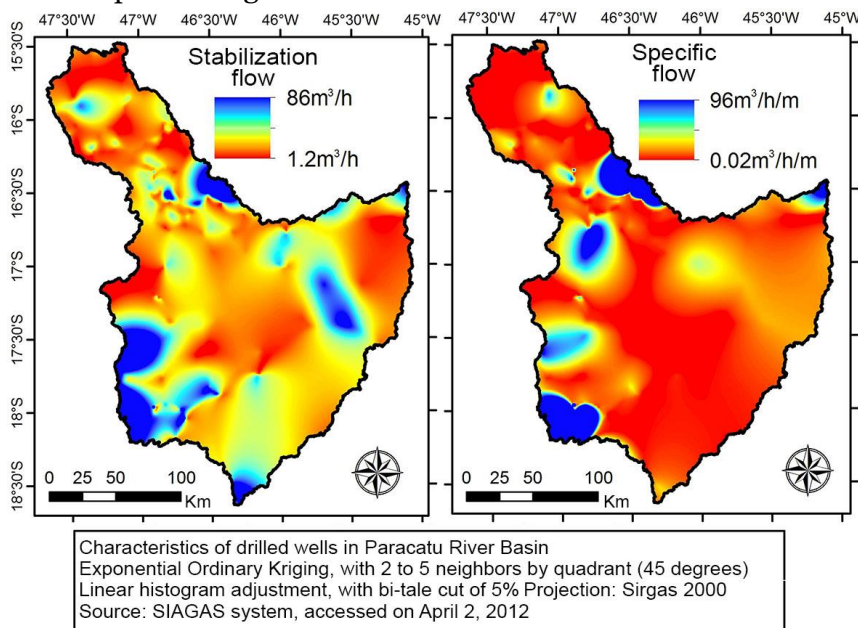 47°30'S 47°W 46°30'S 46°W 45°30'S 45°W
47°30'S 47°W 46°30'S 46°W 45°30'S 45°W
15°30'S
16°S
16°30'S
17°S
17°30'S
18°S
18°30'S
Stabilization
flow
86m³/h
1.2m³/h
0 25 50 100
Km
Specific
flow
96m³/h/m
0.02m³/h/m
0 25 50 100
Km
Characteristics of drilled wells in Paracatu River Basin
Exponential Ordinary Kriging, with 2 to 5 neighbors by quadrant (45 degrees)
Linear histogram adjustment, with bi-tale cut of 5% Projection: Sirgas 2000
Source: SIAGAS system, accessed on April 2, 2012